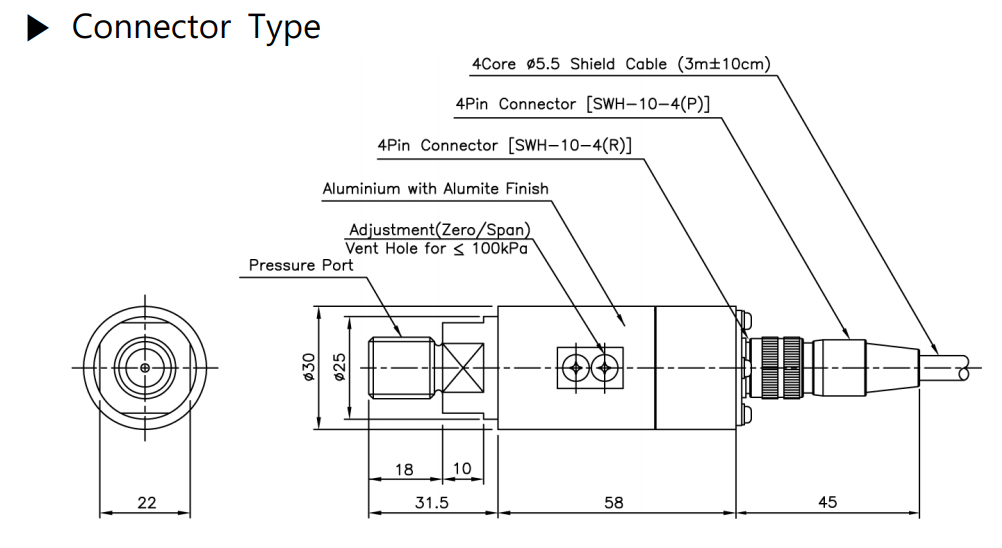 ▶ Connector Type
4Core ø5.5 Shield Cable (3m±10cm)
4Pin Connector [SWH-10-4(P)]
4Pin Connector [SWH-10-4(R)]
Aluminium with Alumite Finish
Adjustment(Zero/Span)
Vent Hole for ≤ 100kPa
Pressure Port
ø30
ø25
18
10
22
31.5
58
45